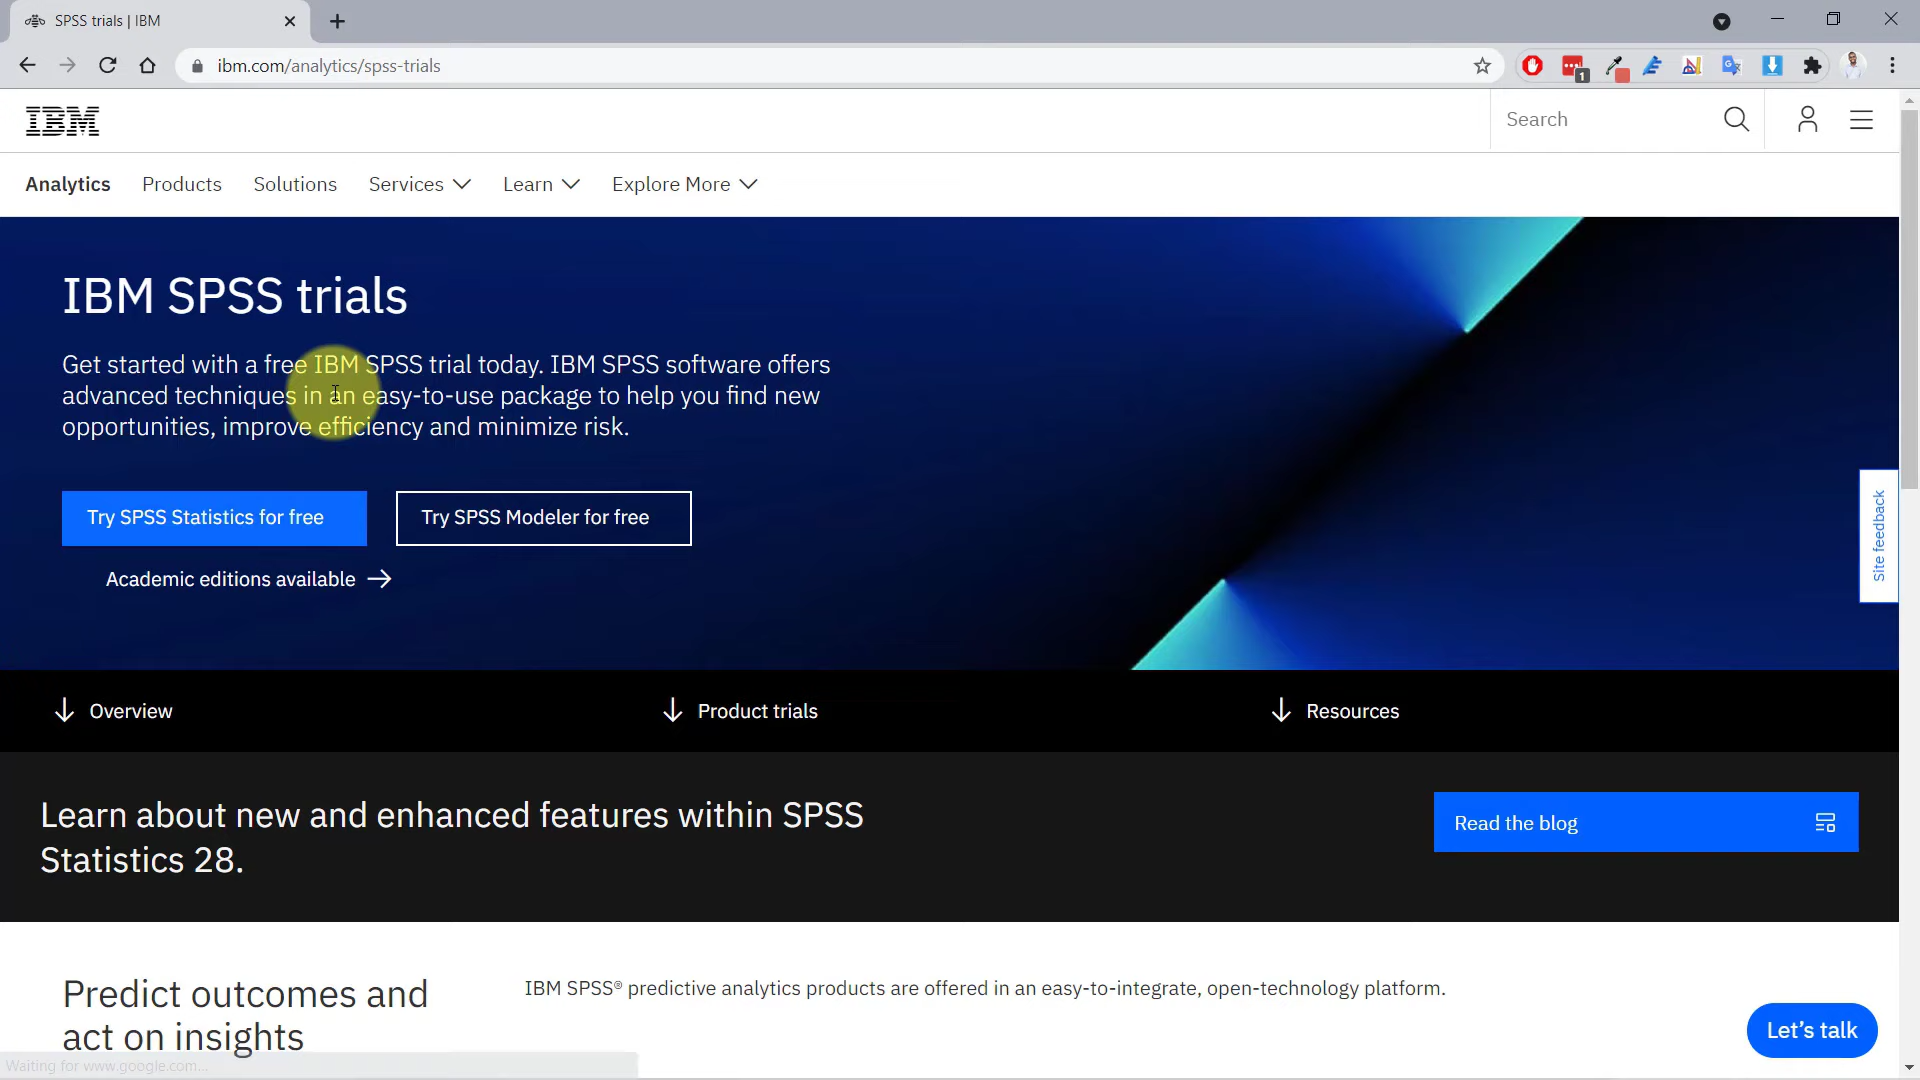 SPSS trials | IBM
ibm.com/analytics/spss-trials
1
IBM
Search
Analytics Products Solutions Services Learn Explore More
IBM SPSS trials
Get started with a free IBM SPSS trial today. IBM SPSS software offers
advanced techniques in an easy-to-use package to help you find new
opportunities, improve efficiency and minimize risk.
Try SPSS Statistics for free Try SPSS Modeler for free
Academic editions available
Site feedback
Overview Product trials Resources
Learn about new and enhanced features within SPSS
Statistics 28.
Read the blog
Predict outcomes and
act on insights
IBM SPSS® predictive analytics products are offered in an easy-to-integrate, open-technology platform.
Let's talk
Waiting for www.google.com...